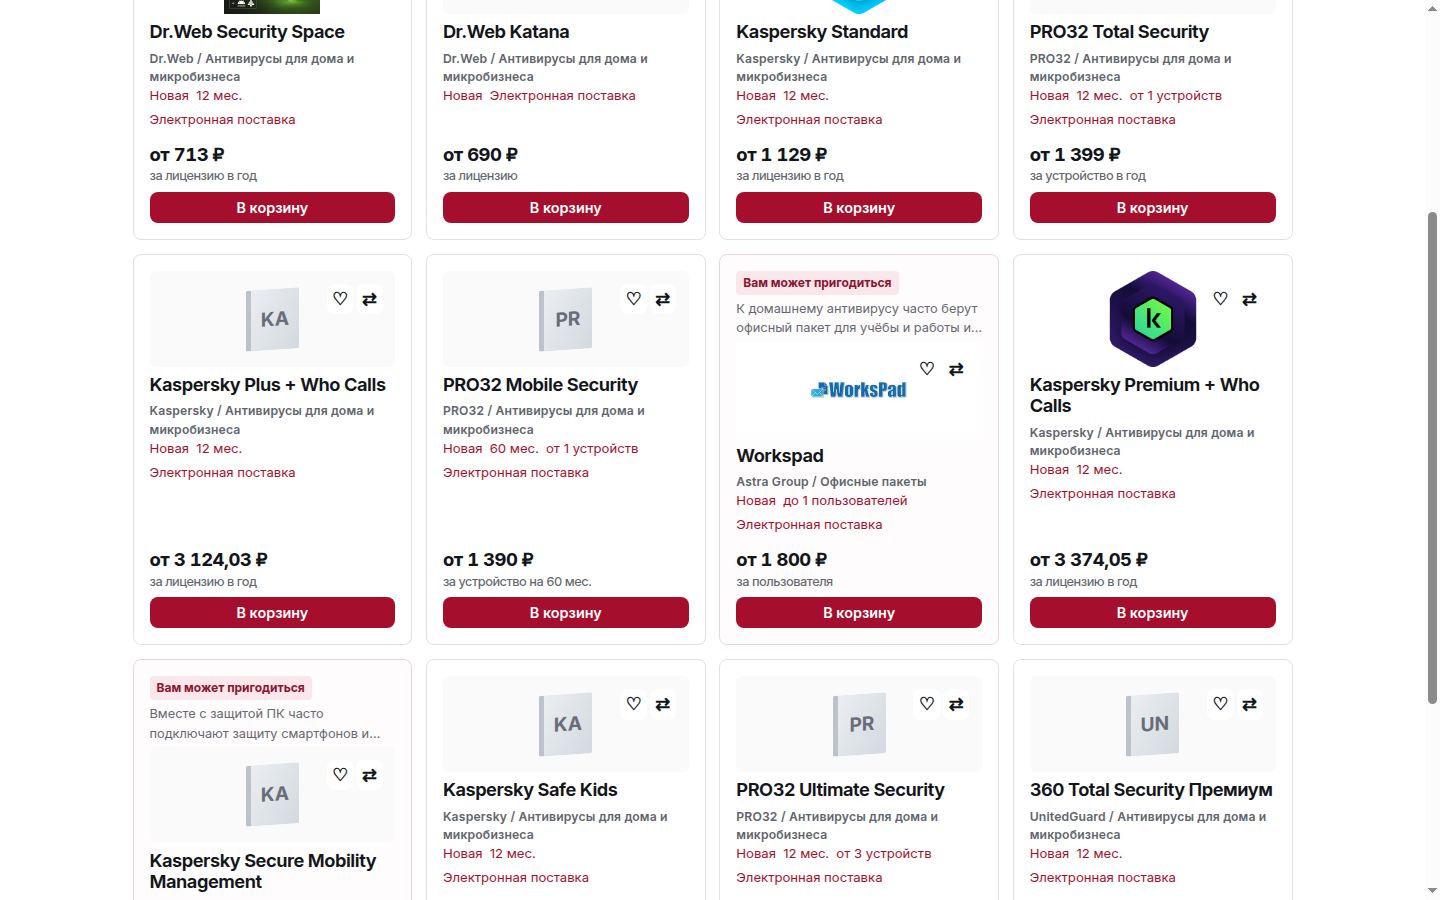 Dr.Web Security Space
Dr.Web / Антивирусы для дома и
микробизнеса
Новая 12 мес.
Электронная поставка
от 713 ₽
за лицензию в год
В корзину
Dr.Web Katana
Dr.Web / Антивирусы для дома и
микробизнеса
Новая Электронная поставка
от 690 ₽
за лицензию
В корзину
Kaspersky Standard
Kaspersky / Антивирусы для дома и
микробизнеса
Новая 12 мес.
Электронная поставка
от 1 129 ₽
за лицензию в год
В корзину
PRO32 Total Security
PRO32 / Антивирусы для дома и
микробизнеса
Новая 12 мес. от 1 устройств
Электронная поставка
от 1 399 ₽
за устройство в год
В корзину
KA
Kaspersky Plus + Who Calls
Kaspersky / Антивирусы для дома и
микробизнеса
Новая 12 мес.
Электронная поставка
от 3 124,03 ₽
за лицензию в год
В корзину
PR
PRO32 Mobile Security
PRO32 / Антивирусы для дома и
микробизнеса
Новая 60 мес. от 1 устройств
Электронная поставка
от 1 390 ₽
за устройство на 60 мес.
В корзину
Вам может пригодиться
К домашнему антивирусу часто берут
офисный пакет для учёбы и работы и...
WorksPad
Workspad
Astra Group / Офисные пакеты
Новая до 1 пользователей
Электронная поставка
от 1 800 ₽
за пользователя
В корзину
k
Kaspersky Premium + Who
Calls
Kaspersky / Антивирусы для дома и
микробизнеса
Новая 12 мес.
Электронная поставка
от 3 374,05 ₽
за лицензию в год
В корзину
Вам может пригодиться
Вместе с защитой ПК часто
подключают защиту смартфонов и...
KA
Kaspersky Secure Mobility
Management
KA
Kaspersky Safe Kids
Kaspersky / Антивирусы для дома и
микробизнеса
Новая 12 мес.
Электронная поставка
PR
PRO32 Ultimate Security
PRO32 / Антивирусы для дома и
микробизнеса
Новая 12 мес. от 3 устройств
Электронная поставка
UN
360 Total Security Премиум
UnitedGuard / Антивирусы для дома и
микробизнеса
Новая 12 мес.
Электронная поставка